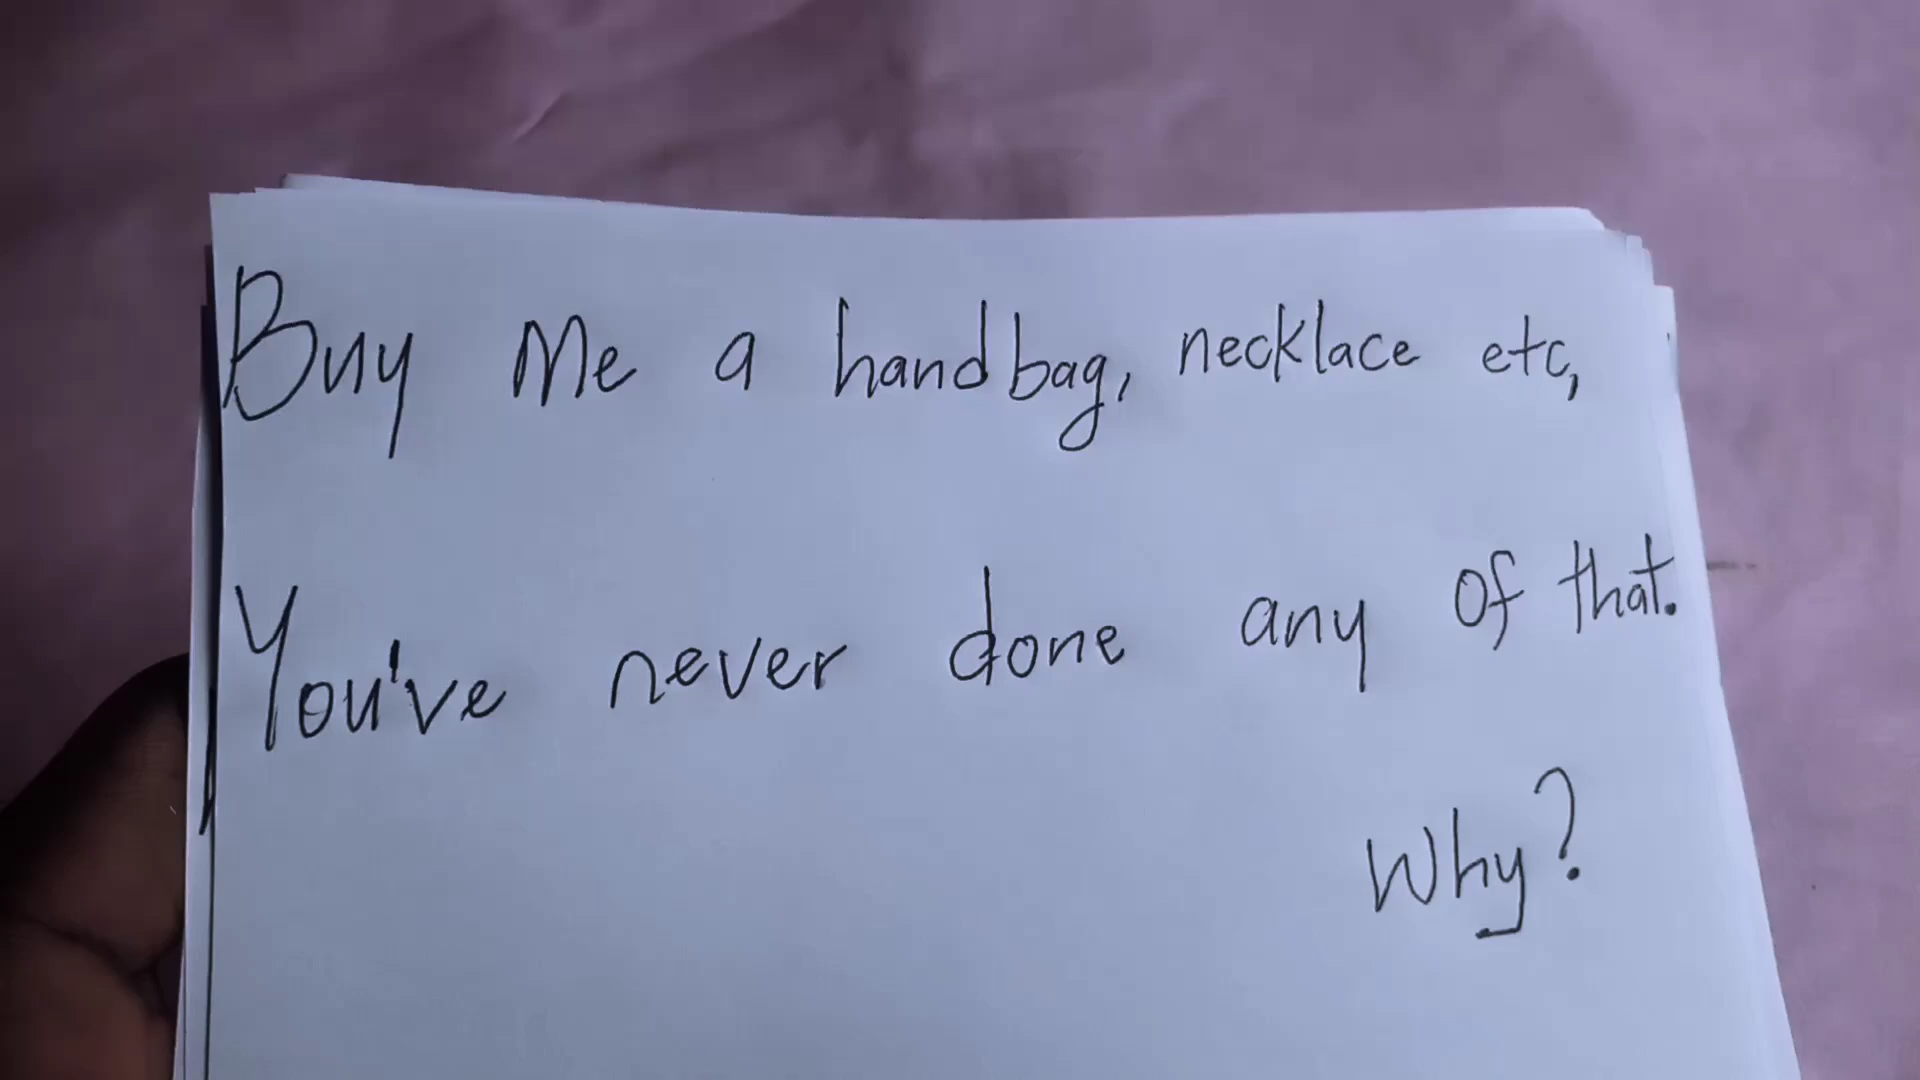 Buy Me a handbag, necklace etc,
You've never done any of that.
Why?